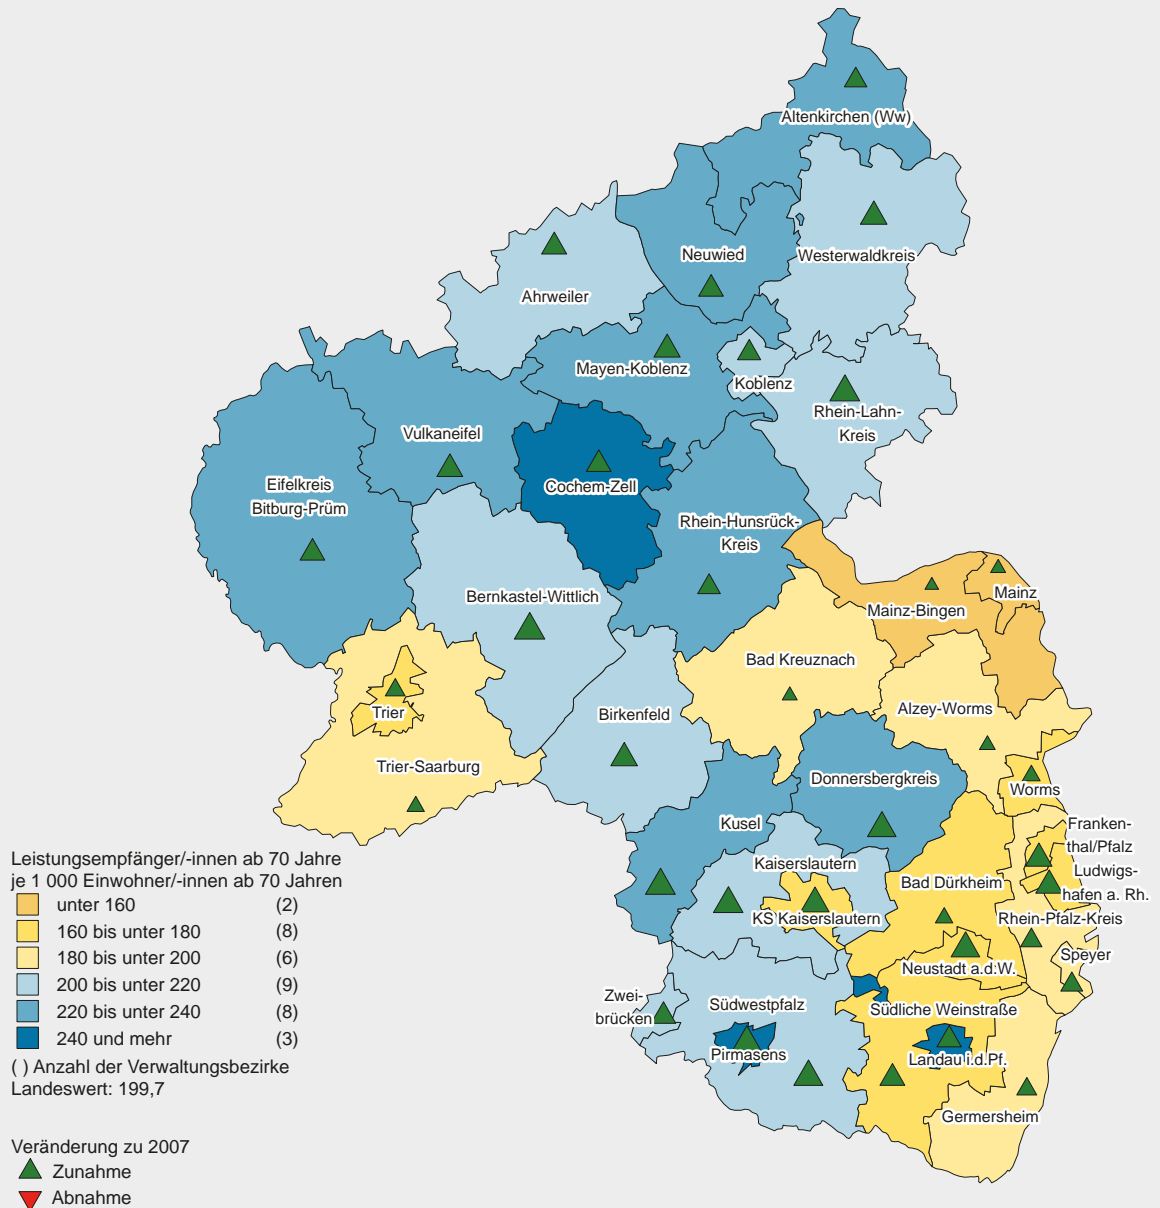 Altenkirchen (Ww)
Neuwied
Westerwaldkreis
Ahrweiler
Mayen-Koblenz
Koblenz
Rhein-Lahn-
Kreis
Vulkaneifel
Cochem-Zell
Eifelkreis
Bitburg-Prüm
Rhein-Hunsrück-
Kreis
Bernkastel-Wittlich
Mainz-Bingen
Mainz
Bad Kreuznach
Alzey-Worms
Birkenfeld
Trier
Trier-Saarburg
Donnersbergkreis
Worms
Kusel
Franken-
thal/Pfalz
Kaiserslautern
Ludwigs-
hafen a. Rh.
Bad Dürkheim
KS Kaiserslautern
Rhein-Pfalz-Kreis
Speyer
Neustadt a.d.W.
Zwei-
brücken
Südwestpfalz
Südliche Weinstraße
Pirmasens
Landau i.d.Pf.
Germersheim
Leistungsempfänger/-innen ab 70 Jahre
je 1 000 Einwohner/-innen ab 70 Jahren
unter 160 (2)
160 bis unter 180 (8)
180 bis unter 200 (6)
200 bis unter 220 (9)
220 bis unter 240 (8)
240 und mehr (3)
( ) Anzahl der Verwaltungsbezirke
Landeswert: 199,7
Veränderung zu 2007
Zunahme
Abnahme